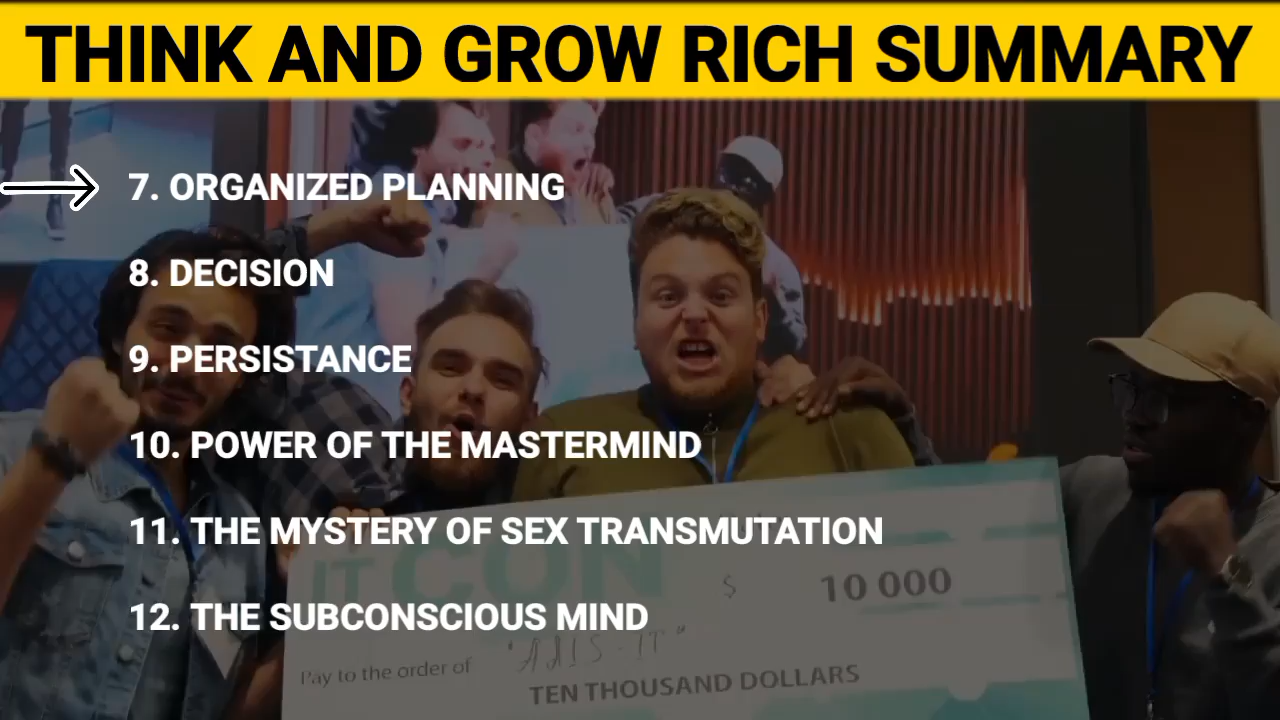 THINK AND GROW RICH SUMMARY
7. ORGANIZED PLANNING
8. DECISION
9. PERSISTANCE
10. POWER OF THE MASTERMIND
11. THE MYSTERY OF SEX TRANSMUTATION
12. THE SUBCONSCIOUS MIND
IT CON
$ 10 000
Pay to the order of
TEN THOUSAND DOLLARS